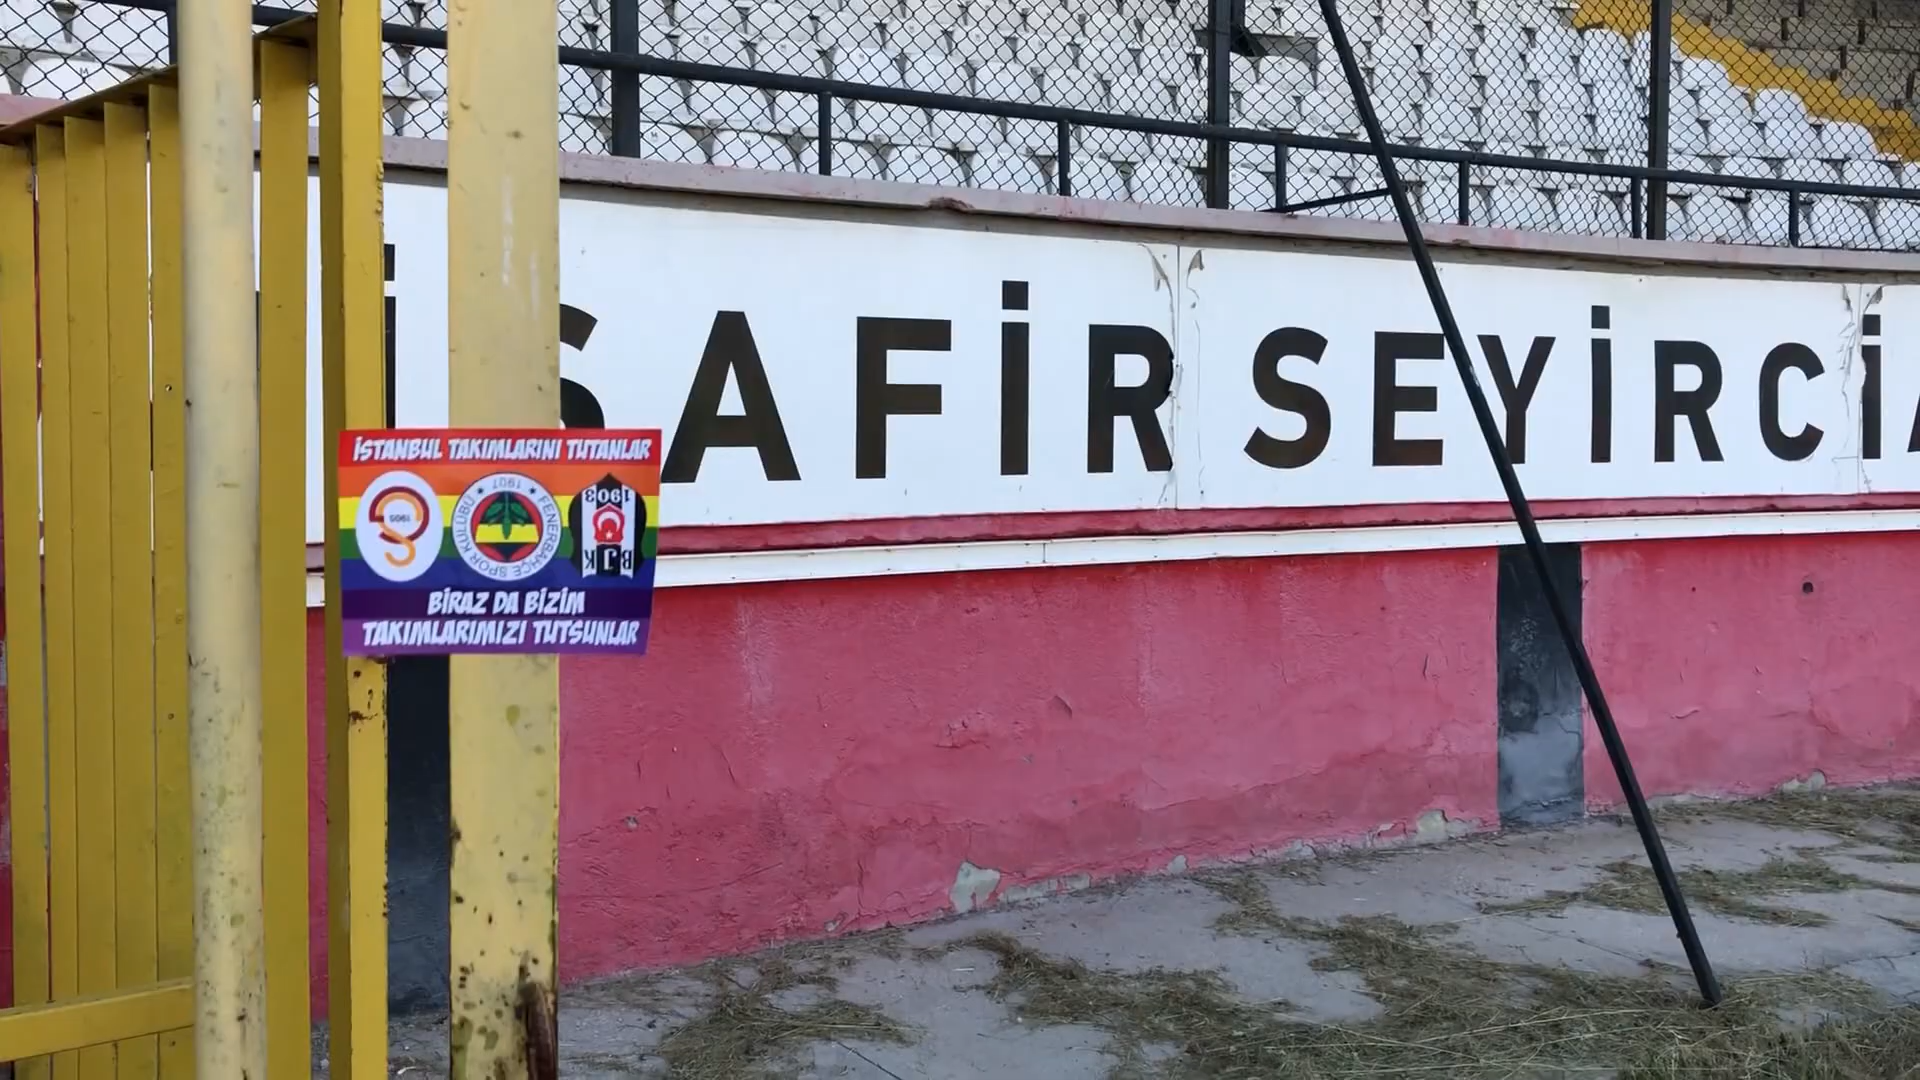 İSAFİR SEYİRCİ
İSTANBUL TAKIMLARINI TUTANLAR
1905
FENERBAHÇE SPOR KULÜBÜ
1907
1903
BJK
BİRAZ DA BİZİM
TAKIMLARIMIZI TUTSUNLAR